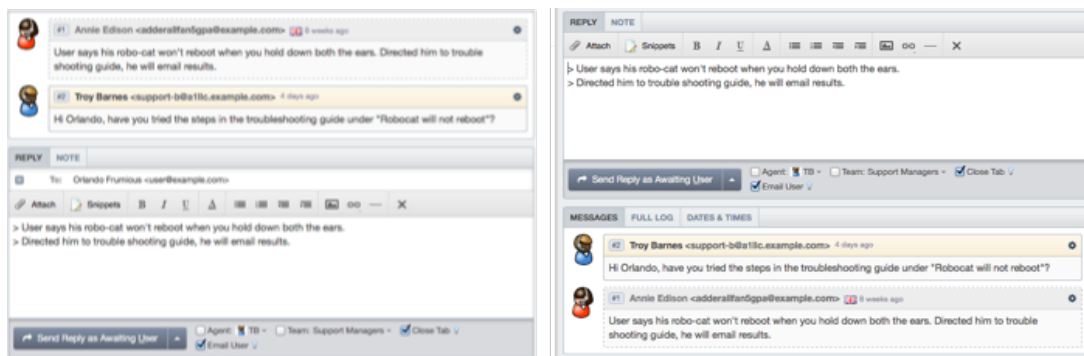 #1 Annie Edison <adderallfan5gpa@example.com> 8 weeks ago
User says his robo-cat won't reboot when you hold down both the ears. Directed him to trouble
shooting guide, he will email results.
#2 Troy Barnes <support-b@a1llc.example.com> 4 days ago
Hi Orlando, have you tried the steps in the troubleshooting guide under "Robocat will not reboot"?
REPLY NOTE
To: Orlando Frumious <user@example.com>
Attach Snippets B I U A
> User says his robo-cat won't reboot when you hold down both the ears.
> Directed him to trouble shooting guide, he will email results.
Send Reply as Awaiting User Agent: TB Team: Support Managers Close Tab
Email User
REPLY NOTE
Attach Snippets B I U A
> User says his robo-cat won't reboot when you hold down both the ears.
> Directed him to trouble shooting guide, he will email results.
Send Reply as Awaiting User Agent: TB Team: Support Managers Close Tab
Email User
MESSAGES FULL LOG DATES & TIMES
#2 Troy Barnes <support-b@a1llc.example.com> 4 days ago
Hi Orlando, have you tried the steps in the troubleshooting guide under "Robocat will not reboot"?
#1 Annie Edison <adderallfan5gpa@example.com> 8 weeks ago
User says his robo-cat won't reboot when you hold down both the ears. Directed him to trouble
shooting guide, he will email results.